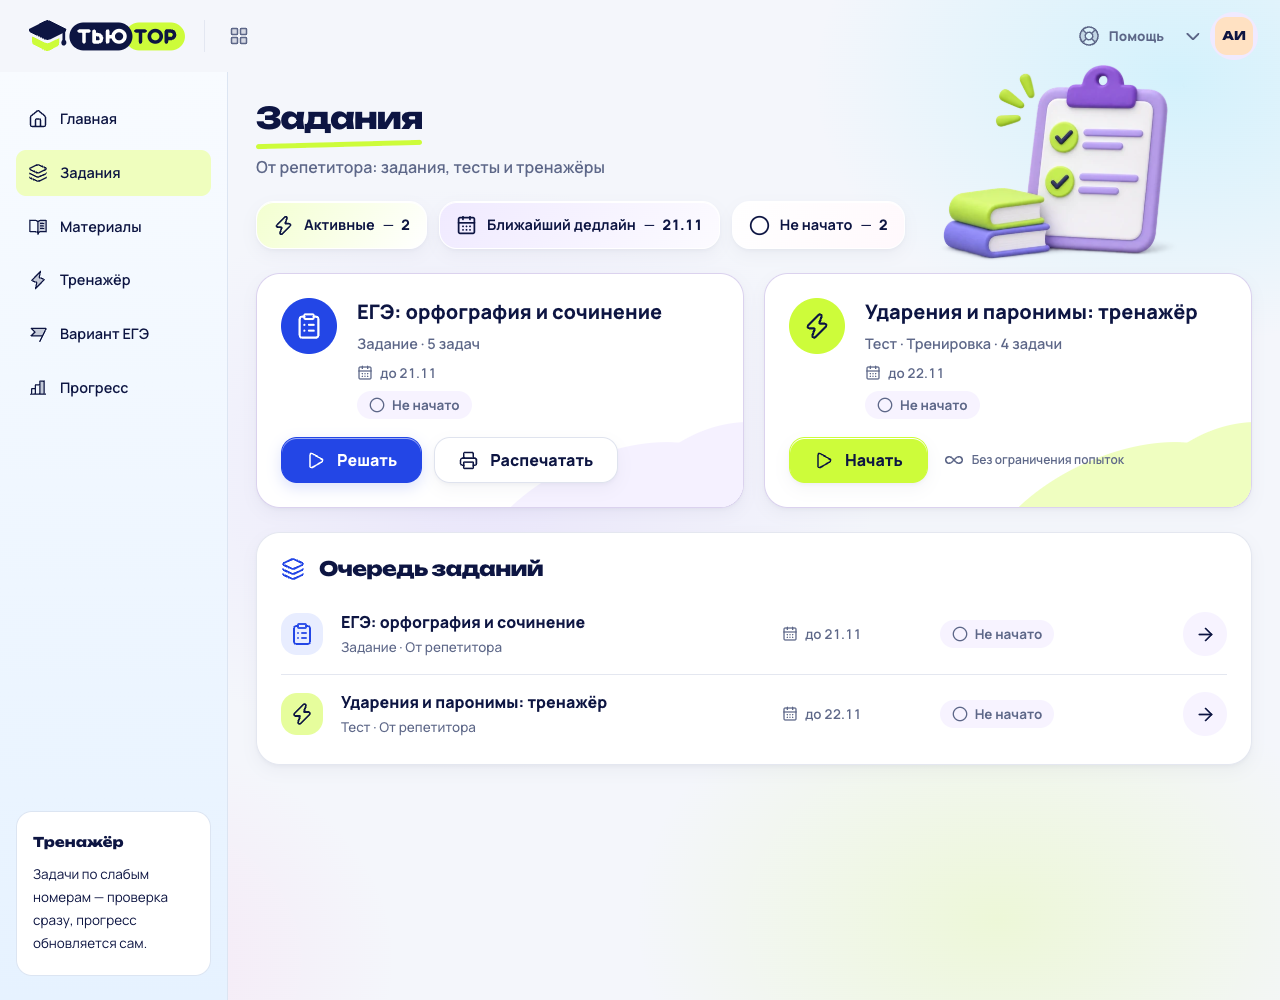 ТЬЮТОР
Помощь
АИ
Главная
Задания
Материалы
Тренажёр
Вариант ЕГЭ
Прогресс
Тренажёр
Задачи по слабым
номерам — проверка
сразу, прогресс
обновляется сам.
Задания
От репетитора: задания, тесты и тренажёры
Активные — 2
Ближайший дедлайн — 21.11
Не начато — 2
ЕГЭ: орфография и сочинение
Задание · 5 задач
до 21.11
Не начато
Решать
Распечатать
Ударения и паронимы: тренажёр
Тест · Тренировка · 4 задачи
до 22.11
Не начато
Начать
Без ограничения попыток
Очередь заданий
ЕГЭ: орфография и сочинение
Задание · От репетитора
до 21.11
Не начато
Ударения и паронимы: тренажёр
Тест · От репетитора
до 22.11
Не начато